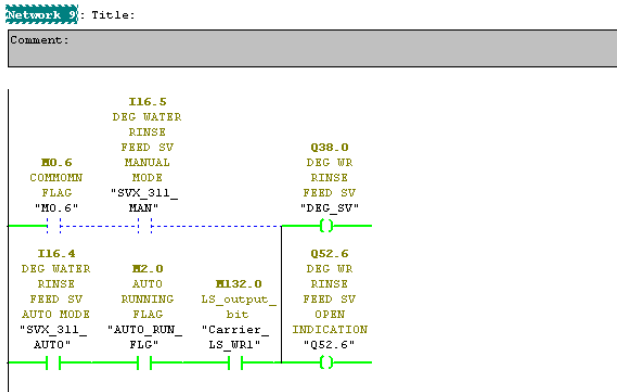 Network 9: Title:
Comment:
I16.5
DEG WATER
RINSE
FEED SV
MANUAL
MODE
"SVX_311_
MAN"
M0.6
COMMOMN
FLAG
"M0.6"
Q38.0
DEG WR
RINSE
FEED SV
"DEG_SV"
I16.4
DEG WATER
RINSE
FEED SV
AUTO MODE
"SVX_311_
AUTO"
M2.0
AUTO
RUNNING
FLAG
"AUTO_RUN_
FLG"
M132.0
LS_output_
bit
"Carrier_
LS_WR1"
Q52.6
DEG WR
RINSE
FEED SV
OPEN
INDICATION
"Q52.6"